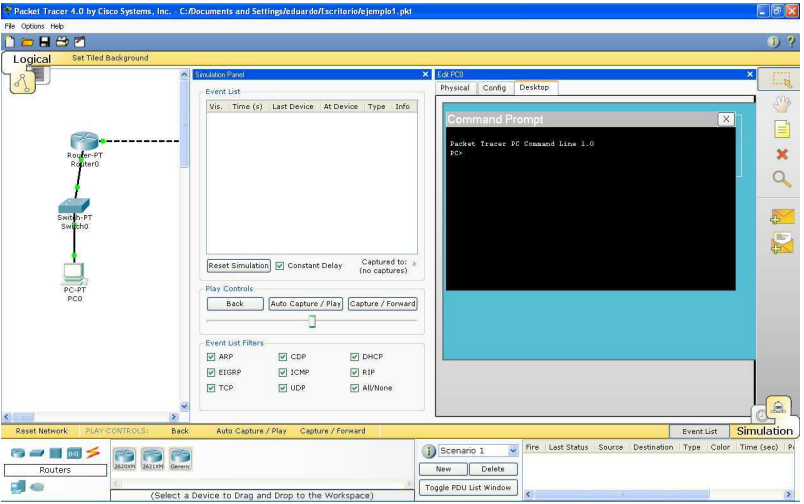 Packet Tracer 4.0 by Cisco Systems, Inc. - C:/Documents and Settings/eduardo/Escritorio/ejemplo1.pkt
File Options Help
Logical Set Tiled Background
Simulation Panel
Event List
Vis. Time (s) Last Device At Device Type Info
Reset Simulation Constant Delay Captured to:
(no captures)
Play Controls
Back Auto Capture / Play Capture / Forward
Event List Filters
ARP CDP DHCP
EIGRP ICMP RIP
TCP UDP All/None
Edit PC0
Physical Config Desktop
Command Prompt
Packet Tracer PC Command Line 1.0
PC>
Router-PT
Router0
Switch-PT
Switch0
PC-PT
PC0
Reset Network PLAY CONTROLS: Back Auto Capture / Play Capture / Forward Event List Simulation
Routers
2620XM 2621XM Generic
(Select a Device to Drag and Drop to the Workspace)
Scenario 1
New Delete
Toggle PDU List Window
Fire Last Status Source Destination Type Color Time (sec)